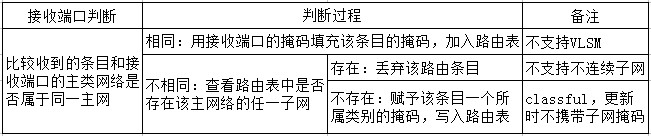 接收端口判断
判断过程
备注
比较收到的条目和接
收端口的主类网络是
否属于同一主网
相同：用接收端口的掩码填充该条目的掩码，加入路由表
不支持VLSM
不相同：查看路由表中是否
存在该主网络的任一子网
存在：丢弃该路由条目
不支持不连续子网
不存在：赋予该条目一个所
属类别的掩码，写入路由表
classful，更新
时不携带子网掩码